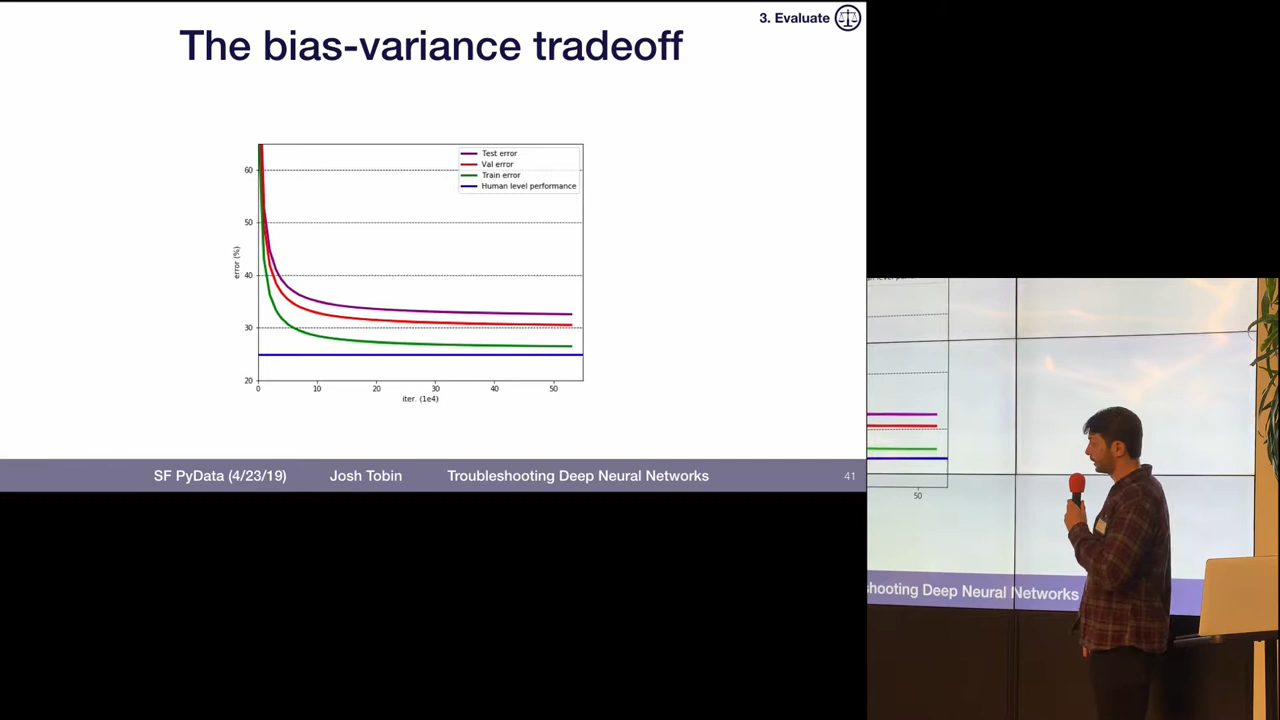 3. Evaluate
The bias-variance tradeoff
Test error
Val error
Train error
Human level performance
60
50
40
30
20
error (%)
0 10 20 30 40 50
iter. (1e4)
SF PyData (4/23/19) Josh Tobin Troubleshooting Deep Neural Networks 41
50
shooting Deep Neural Networks